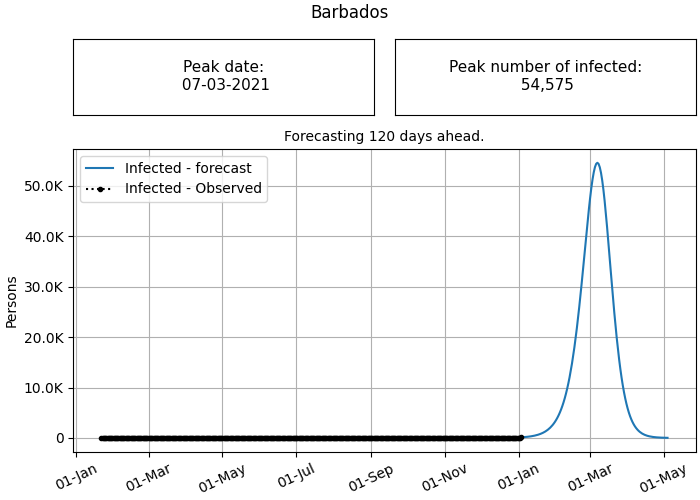 Barbados
Peak date:
07-03-2021
Peak number of infected:
54,575
Forecasting 120 days ahead.
Infected - forecast
Infected - Observed
50.0K
40.0K
30.0K
20.0K
10.0K
0
Persons
01-Jan
01-Mar
01-May
01-Jul
01-Sep
01-Nov
01-Jan
01-Mar
01-May